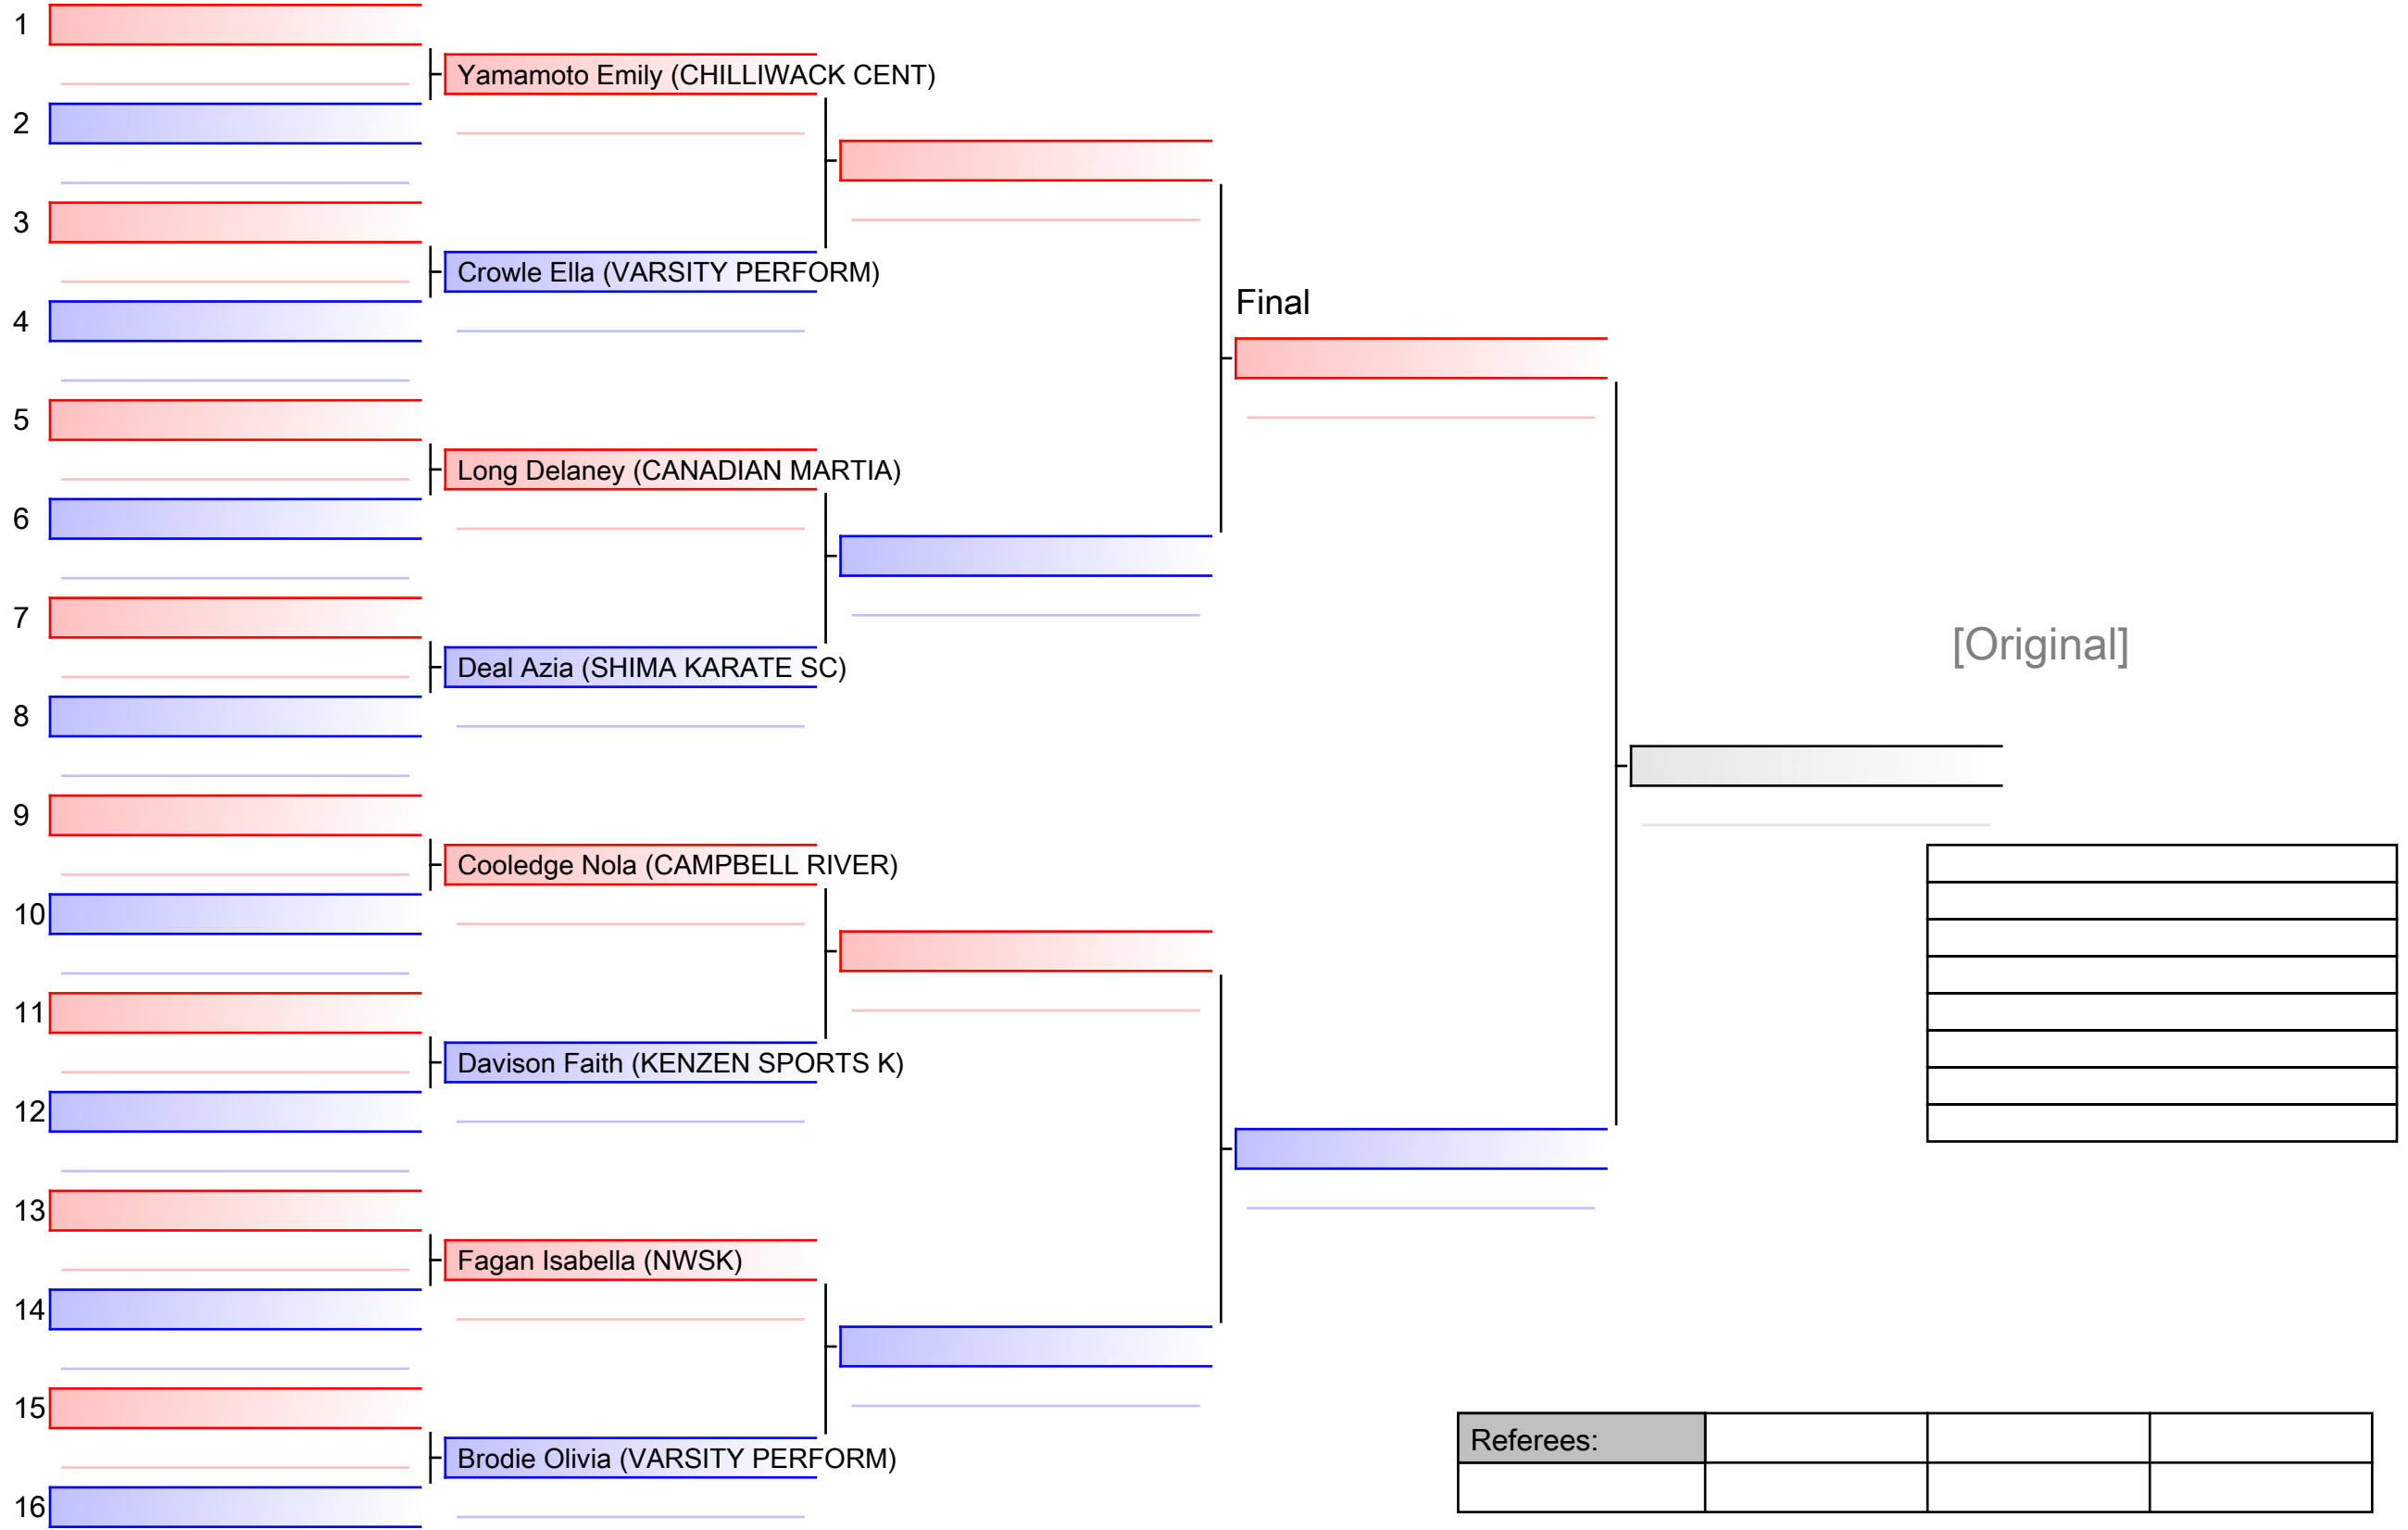 1
Yamamoto Emily (CHILLIWACK CENT)
2
3
Crowle Ella (VARSITY PERFORM)
Final
4
5
Long Delaney (CANADIAN MARTIA)
6
7
[Original]
Deal Azia (SHIMA KARATE SC)
8
9
Cooledge Nola (CAMPBELL RIVER)
10
11
Davison Faith (KENZEN SPORTS K)
12
13
Fagan Isabella (NWSK)
14
15
Referees:
Brodie Olivia (VARSITY PERFORM)
16